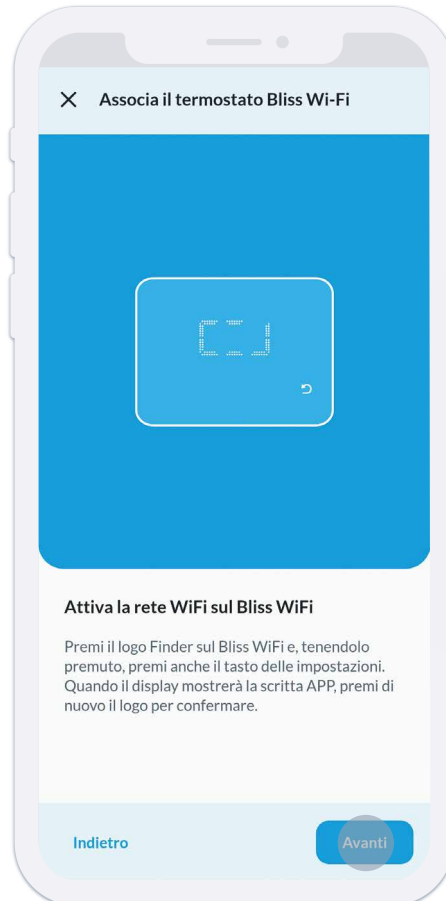 Associa il termostato Bliss Wi-Fi
Attiva la rete WiFi sul Bliss WiFi
Premi il logo Finder sul Bliss WiFi e, tenendolo
premuto, premi anche il tasto delle impostazioni.
Quando il display mostrerà la scritta APP, premi di
nuovo il logo per confermare.
Indietro
Avanti